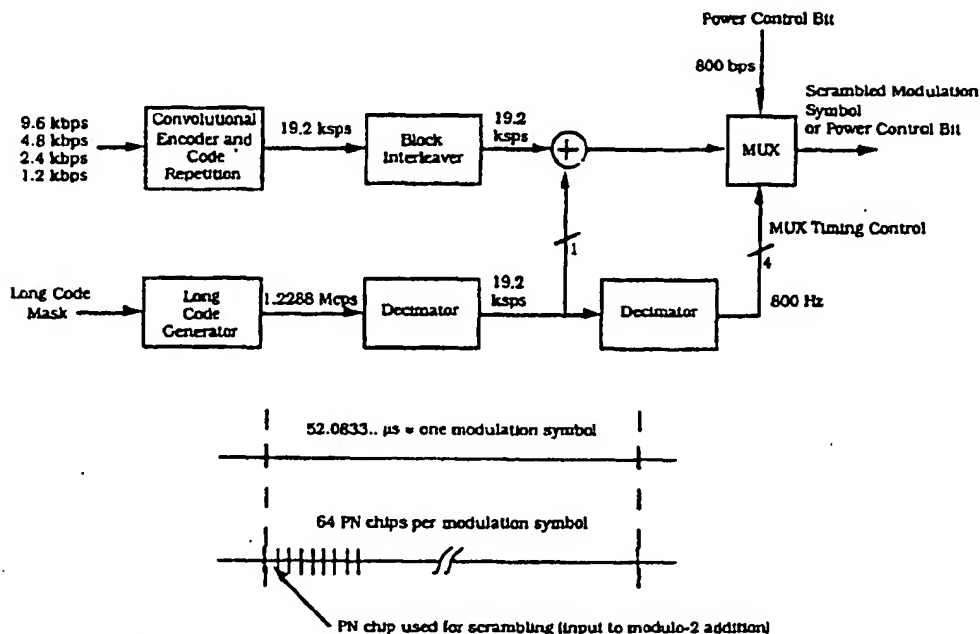 Power Control Bit
800 bps
Scrambled Modulation
Symbol
or Power Control Bit
9.6 kbps
4.8 kbps
2.4 kbps
1.2 kbps
Convolutional
Encoder and
Code
Repetition
19.2 ksps
Block
Interleaver
19.2
ksps
MUX
MUX Timing Control
1
4
800 Hz
Long Code
Mask
Long
Code
Generator
1.2288 Mcps
Decimator
19.2
ksps
Decimator
52.0833.. μs = one modulation symbol
64 PN chips per modulation symbol
PN chip used for scrambling (input to modulo-2 addition)